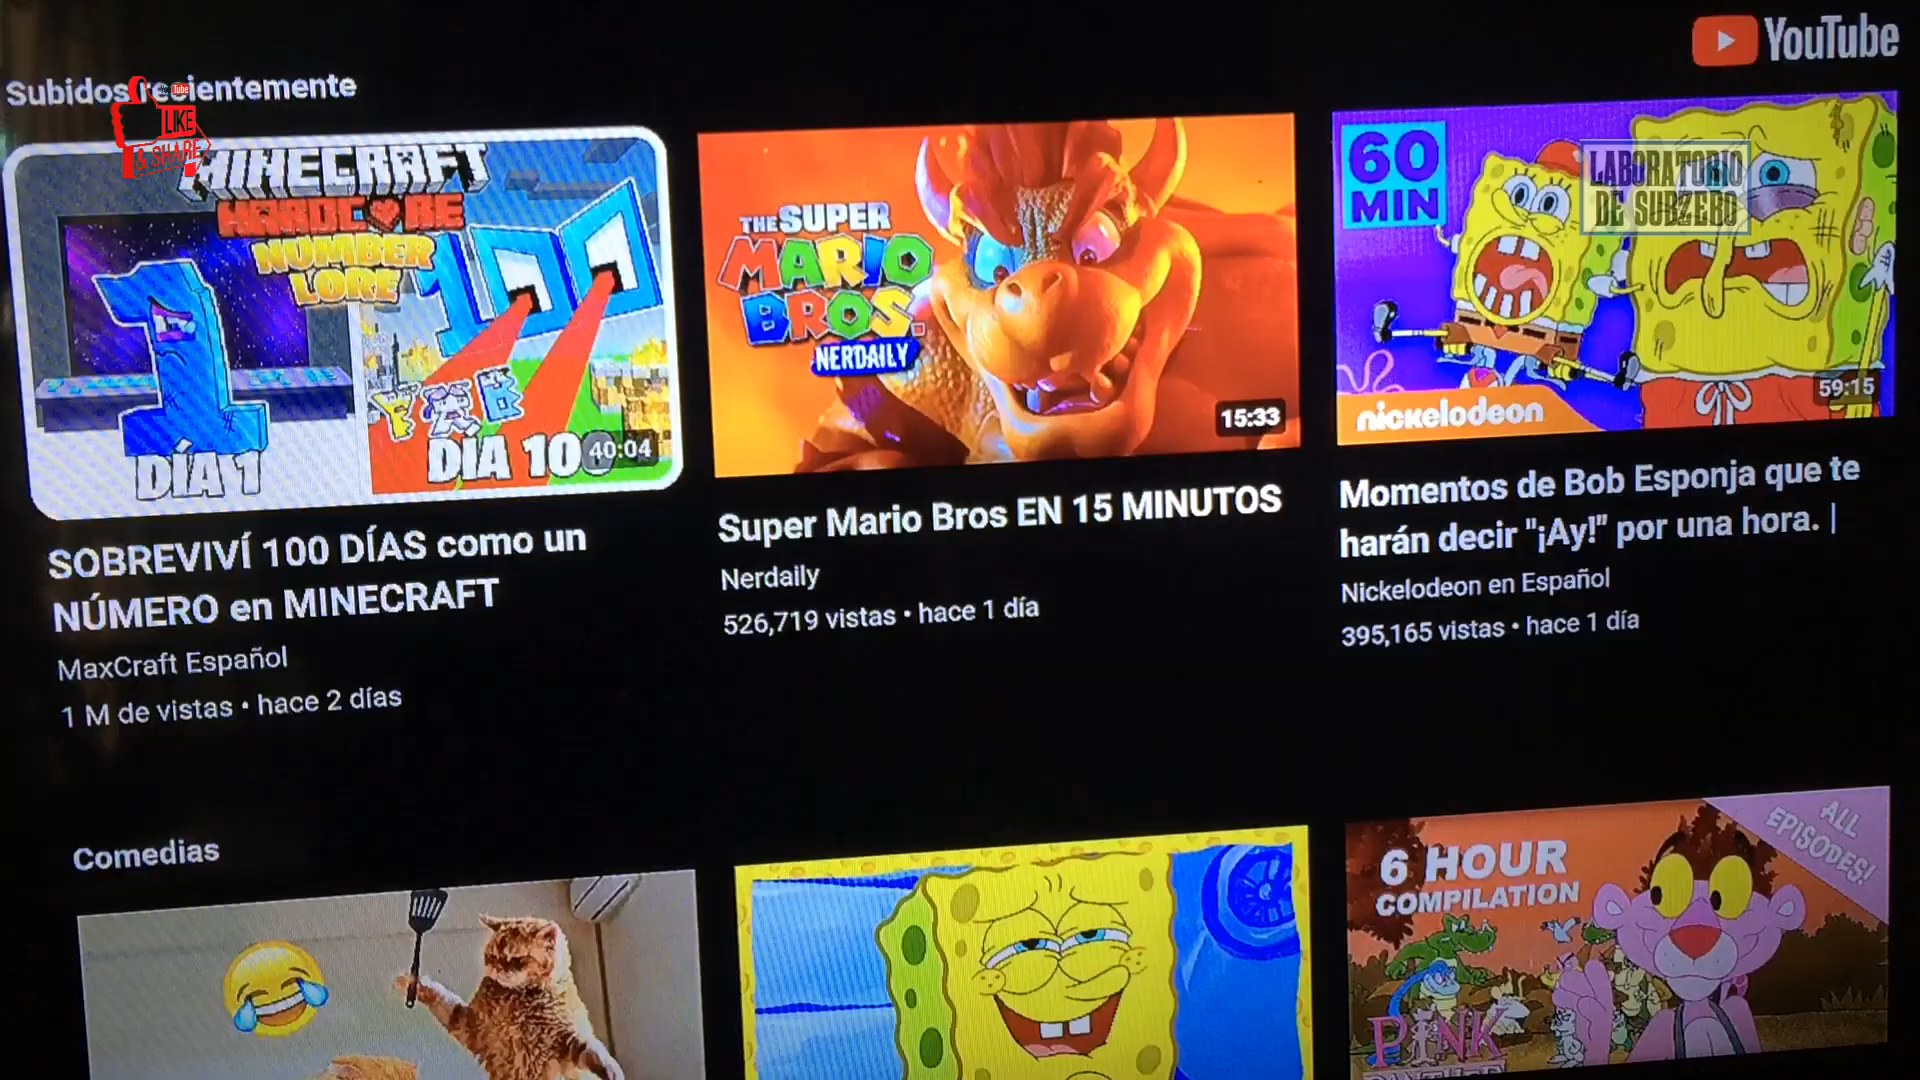 YouTube
Subidos recientemente
YouTube
LIKE
& SHARE
MINECRAFT
HARDCORE
NUMBER
LORE
100
1
DÍA 1
DÍA 100
40:04
SOBREVIVÍ 100 DÍAS como un
NÚMERO en MINECRAFT
MaxCraft Español
1 M de vistas • hace 2 días
THE SUPER
MARIO
BROS.
NERDAILY
15:33
Super Mario Bros EN 15 MINUTOS
Nerdaily
526,719 vistas • hace 1 día
60
MIN
LABORATORIO
DE SUBZERO
nickelodeon
59:15
Momentos de Bob Esponja que te
harán decir "¡Ay!" por una hora. |
Nickelodeon en Español
395,165 vistas • hace 1 día
Comedias
6 HOUR
COMPILATION
ALL
EPISODES!
PINK
PANTHER